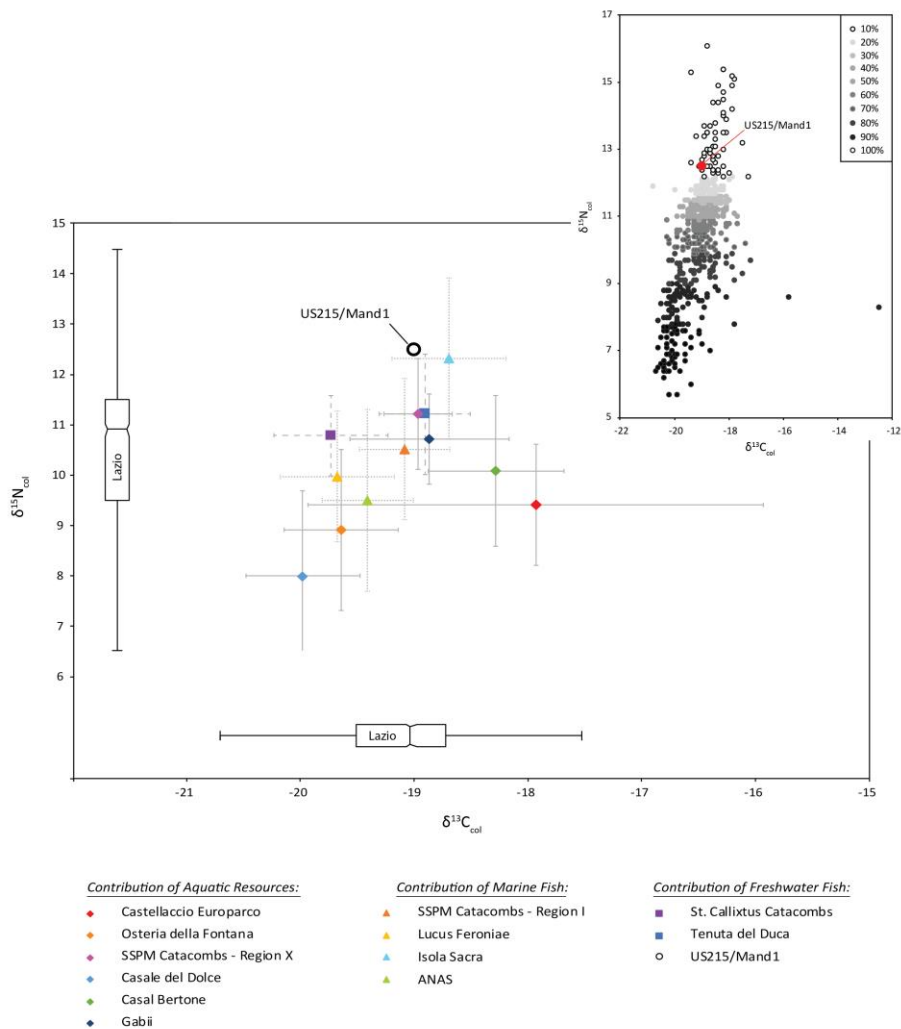 17
15
13
11
9
7
5
δ¹⁵N_col
-22
-20
-18
-16
-14
-12
δ¹³C_col
US215/Mand1
10%
20%
30%
40%
50%
60%
70%
80%
90%
100%
15
14
13
12
11
10
9
8
7
6
δ¹⁵N_col
US215/Mand1
Lazio
Lazio
-21
-20
-19
-18
-17
-16
-15
δ¹³C_col
Contribution of Aquatic Resources:
Castellaccio Europarco
Osteria della Fontana
SSPM Catacombs - Region X
Casale del Dolce
Casal Bertone
Gabii
Contribution of Marine Fish:
SSPM Catacombs - Region I
Lucus Feroniae
Isola Sacra
ANAS
Contribution of Freshwater Fish:
St. Callixtus Catacombs
Tenuta del Duca
US215/Mand1